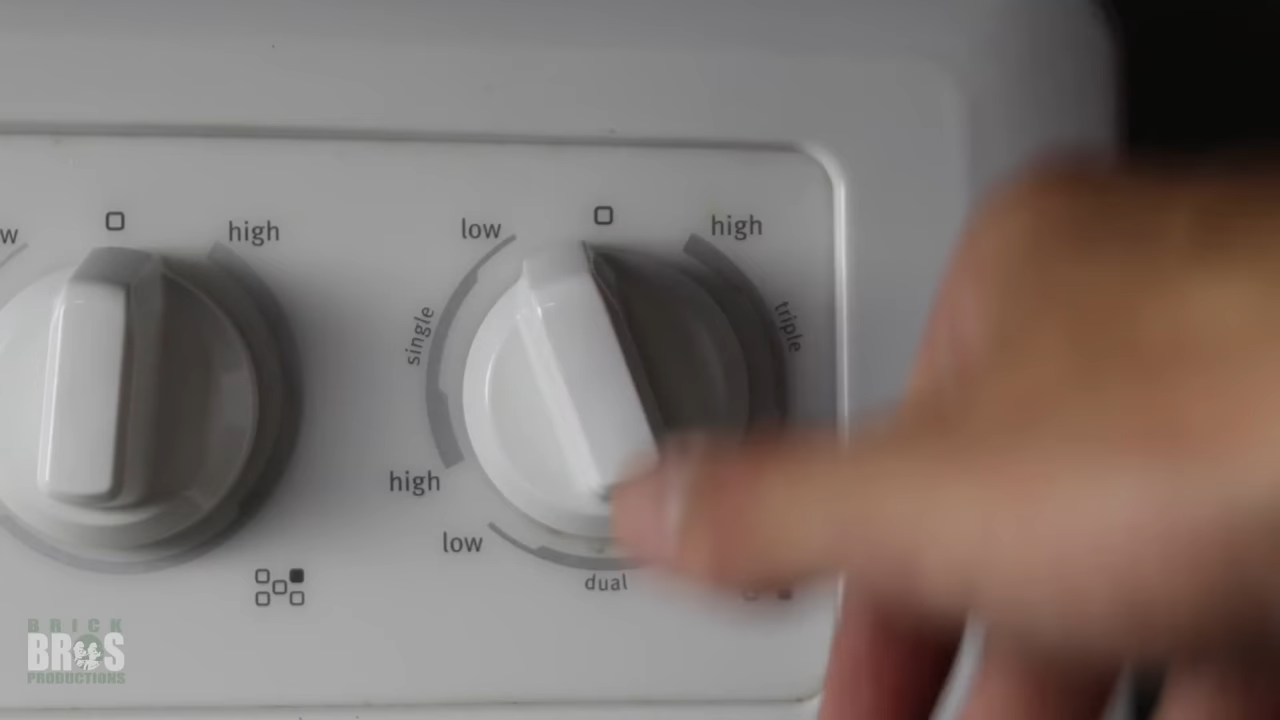 w
high
low
high
single
triple
high
low
dual
BRICK
BROS
PRODUCTIONS